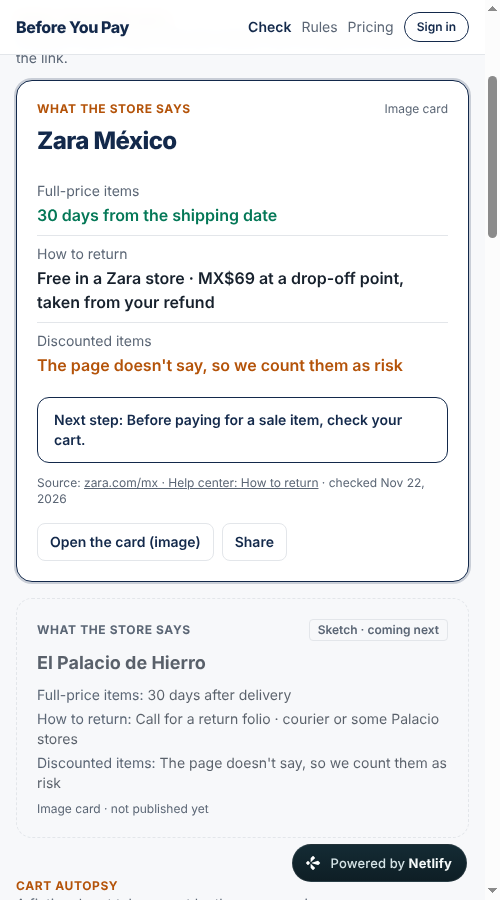 Before You Pay
Check
Rules
Pricing
Sign in
the link.
WHAT THE STORE SAYS
Image card
Zara México
Full-price items
30 days from the shipping date
How to return
Free in a Zara store · MX$69 at a drop-off point,
taken from your refund
Discounted items
The page doesn't say, so we count them as risk
Next step: Before paying for a sale item, check your
cart.
Source: zara.com/mx · Help center: How to return · checked Nov 22,
2026
Open the card (image)
Share
WHAT THE STORE SAYS
Sketch · coming next
El Palacio de Hierro
Full-price items: 30 days after delivery
How to return: Call for a return folio · courier or some Palacio
stores
Discounted items: The page doesn't say, so we count them as
risk
Image card · not published yet
Powered by Netlify
CART AUTOPSY